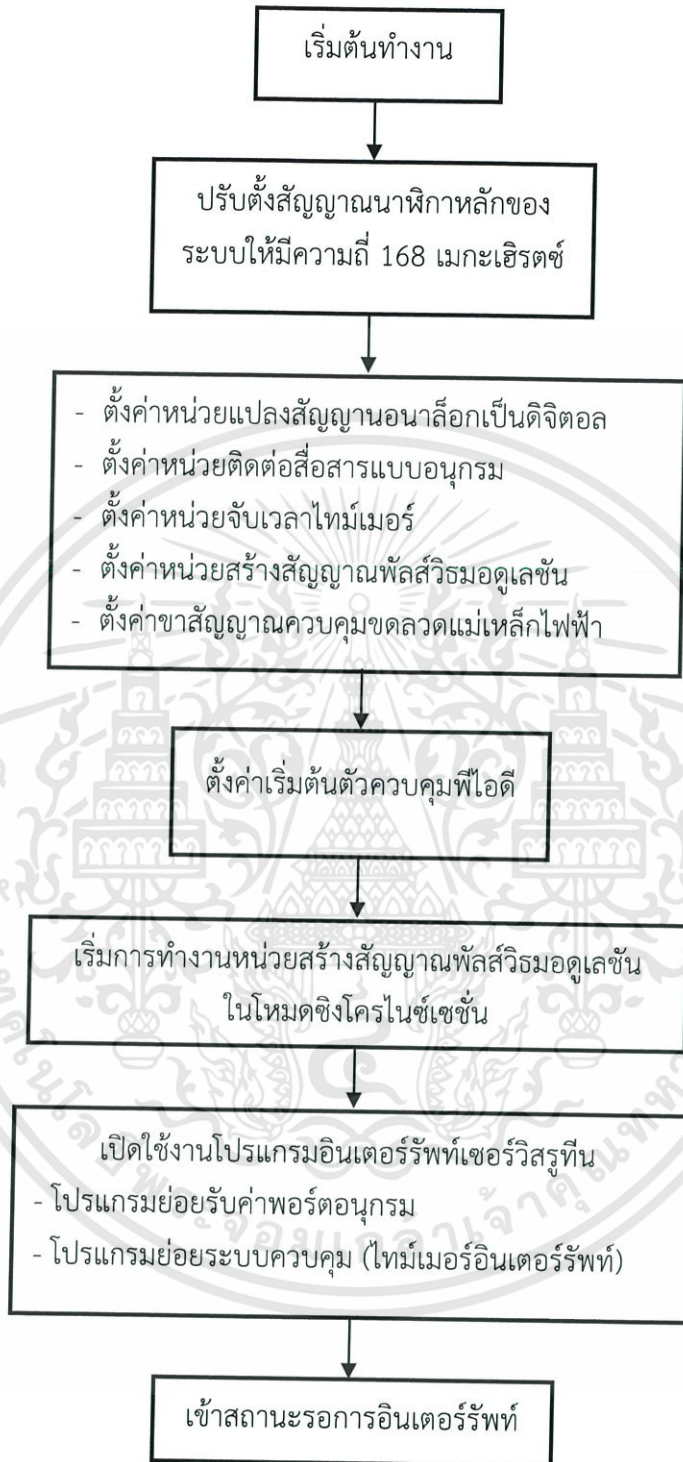 เริ่มต้นทำงาน
ปรับตั้งสัญญาณนาฬิกาหลักของ
ระบบให้มีความถี่ 168 เมกะเฮิรตซ์
- ตั้งค่าหน่วยแปลงสัญญานอนาล็อกเป็นดิจิตอล
- ตั้งค่าหน่วยติดต่อสื่อสารแบบอนุกรม
- ตั้งค่าหน่วยจับเวลาไทม์เมอร์
- ตั้งค่าหน่วยสร้างสัญญาณพัลส์วิธมอดูเลชัน
- ตั้งค่าขาสัญญาณควบคุมขดลวดแม่เหล็กไฟฟ้า
ตั้งค่าเริ่มต้นตัวควบคุมพีไอดี
เริ่มการทำงานหน่วยสร้างสัญญาณพัลส์วิธมอดูเลชัน
ในโหมดซิงโครไนซ์เซชั่น
เปิดใช้งานโปรแกรมอินเตอร์รัพท์เซอร์วิสรูทีน
- โปรแกรมย่อยรับค่าพอร์ตอนุกรม
- โปรแกรมย่อยระบบควบคุม (ไทม์เมอร์อินเตอร์รัพท์)
เข้าสถานะรอการอินเตอร์รัพท์